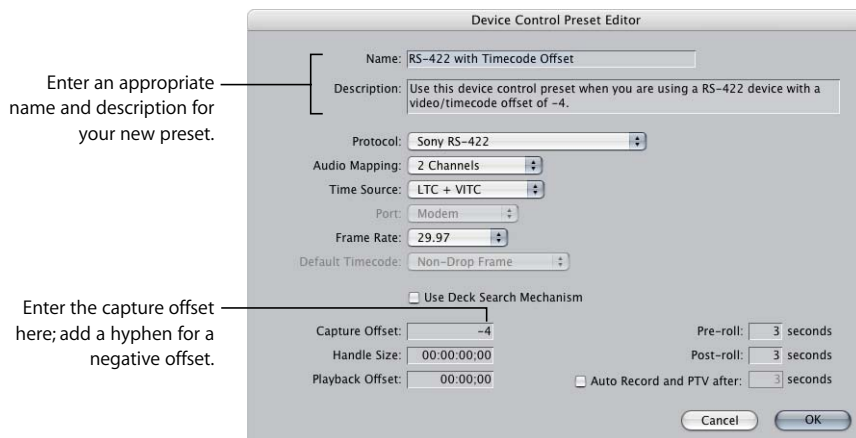 Device Control Preset Editor
Enter an appropriate
name and description for
your new preset.
Name: RS-422 with Timecode Offset
Description: Use this device control preset when you are using a RS-422 device with a
video/timecode offset of -4.
Protocol: Sony RS-422
Audio Mapping: 2 Channels
Time Source: LTC + VITC
Port: Modem
Frame Rate: 29.97
Default Timecode: Non-Drop Frame
Use Deck Search Mechanism
Enter the capture offset
here; add a hyphen for a
negative offset.
Capture Offset: -4 Pre-roll: 3 seconds
Handle Size: 00:00:00;00 Post-roll: 3 seconds
Playback Offset: 00:00;00 Auto Record and PTV after: 3 seconds
Cancel OK